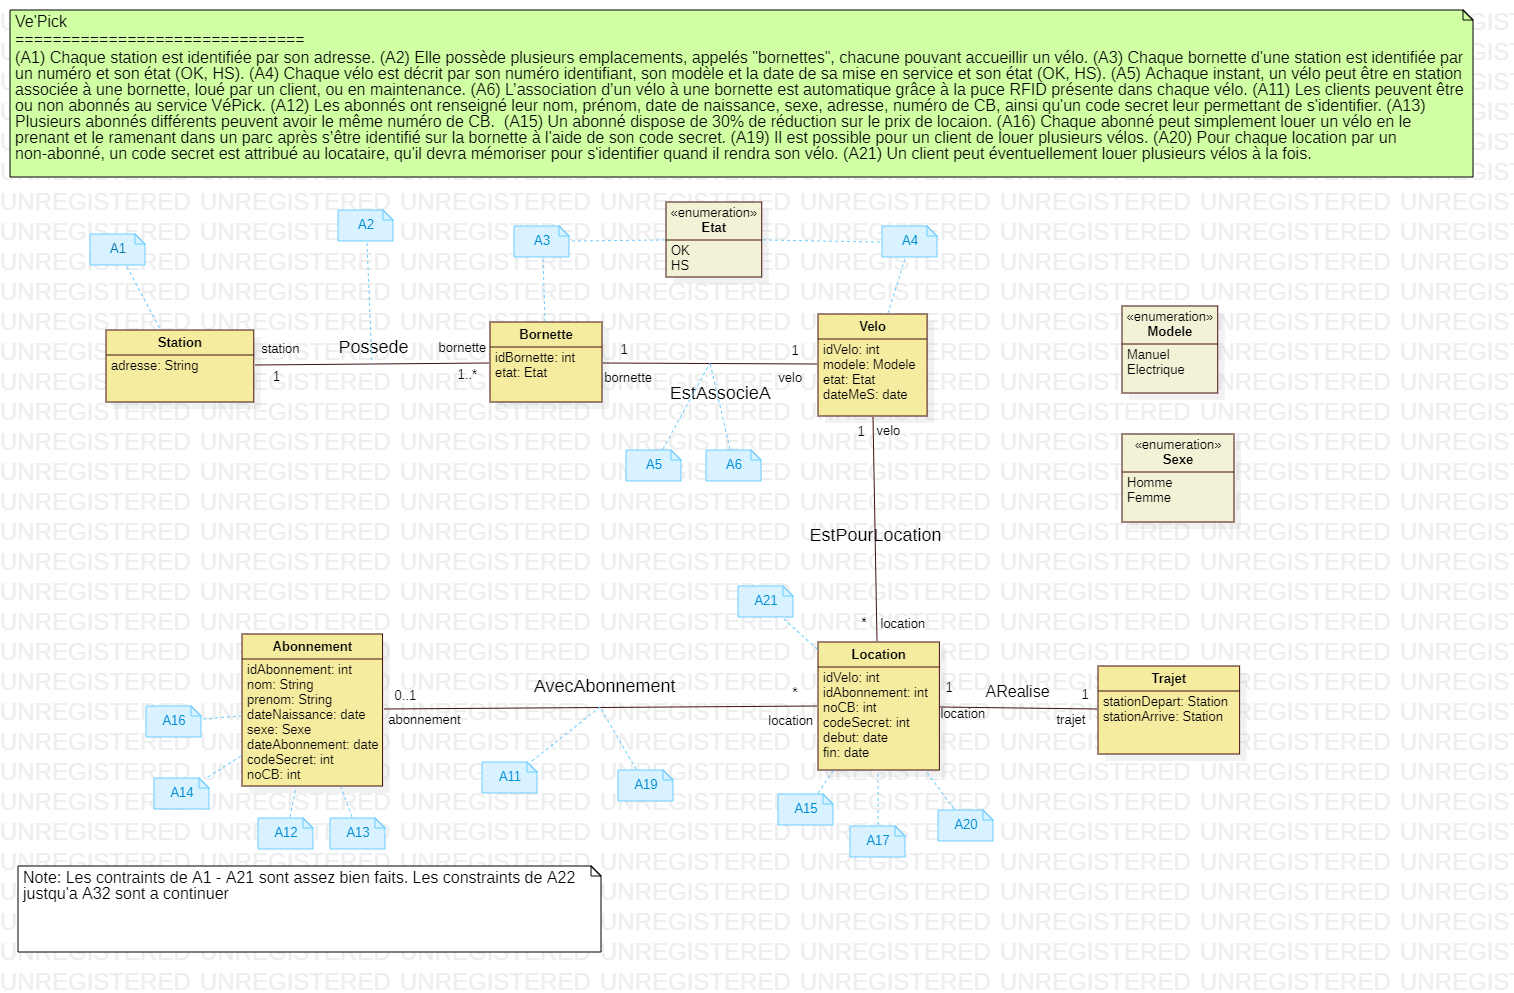 Ve'Pick
===============================
(A1) Chaque station est identifiée par son adresse. (A2) Elle possède plusieurs emplacements, appelés "bornettes", chacune pouvant accueillir un vélo. (A3) Chaque bornette d'une station est identifiée par
un numéro et son état (OK, HS). (A4) Chaque vélo est décrit par son numéro identifiant, son modèle et la date de sa mise en service et son état (OK, HS). (A5) Achaque instant, un vélo peut être en station
associée à une bornette, loué par un client, ou en maintenance. (A6) L'association d'un vélo à une bornette est automatique grâce à la puce RFID présente dans chaque vélo. (A11) Les clients peuvent être
ou non abonnés au service VéPick. (A12) Les abonnés ont renseigné leur nom, prénom, date de naissance, sexe, adresse, numéro de CB, ainsi qu'un code secret leur permettant de s'identifier. (A13)
Plusieurs abonnés différents peuvent avoir le même numéro de CB. (A15) Un abonné dispose de 30% de réduction sur le prix de locaion. (A16) Chaque abonné peut simplement louer un vélo en le
prenant et le ramenant dans un parc après s'être identifié sur la bornette à l'aide de son code secret. (A19) Il est possible pour un client de louer plusieurs vélos. (A20) Pour chaque location par un
non-abonné, un code secret est attribué au locataire, qu'il devra mémoriser pour s'identifier quand il rendra son vélo. (A21) Un client peut éventuellement louer plusieurs vélos à la fois.
A1
A2
A3
«enumeration»
Etat
OK
HS
A4
Station
adresse: String
station
1
Possede
bornette
1..*
Bornette
idBornette: int
etat: Etat
1
bornette
EstAssocieA
1
velo
Velo
idVelo: int
modele: Modele
etat: Etat
dateMeS: date
«enumeration»
Modele
Manuel
Electrique
A5
A6
1
velo
«enumeration»
Sexe
Homme
Femme
EstPourLocation
A21
*
location
Abonnement
idAbonnement: int
nom: String
prenom: String
dateNaissance: date
sexe: Sexe
dateAbonnement: date
codeSecret: int
noCB: int
0..1
abonnement
AvecAbonnement
*
location
Location
idVelo: int
idAbonnement: int
noCB: int
codeSecret: int
debut: date
fin: date
1
location
ARealise
1
trajet
Trajet
stationDepart: Station
stationArrive: Station
A16
A14
A12
A13
A11
A19
A15
A17
A20
Note: Les contraints de A1 - A21 sont assez bien faits. Les constraints de A22
justqu'a A32 sont a continuer
UNREGISTERED